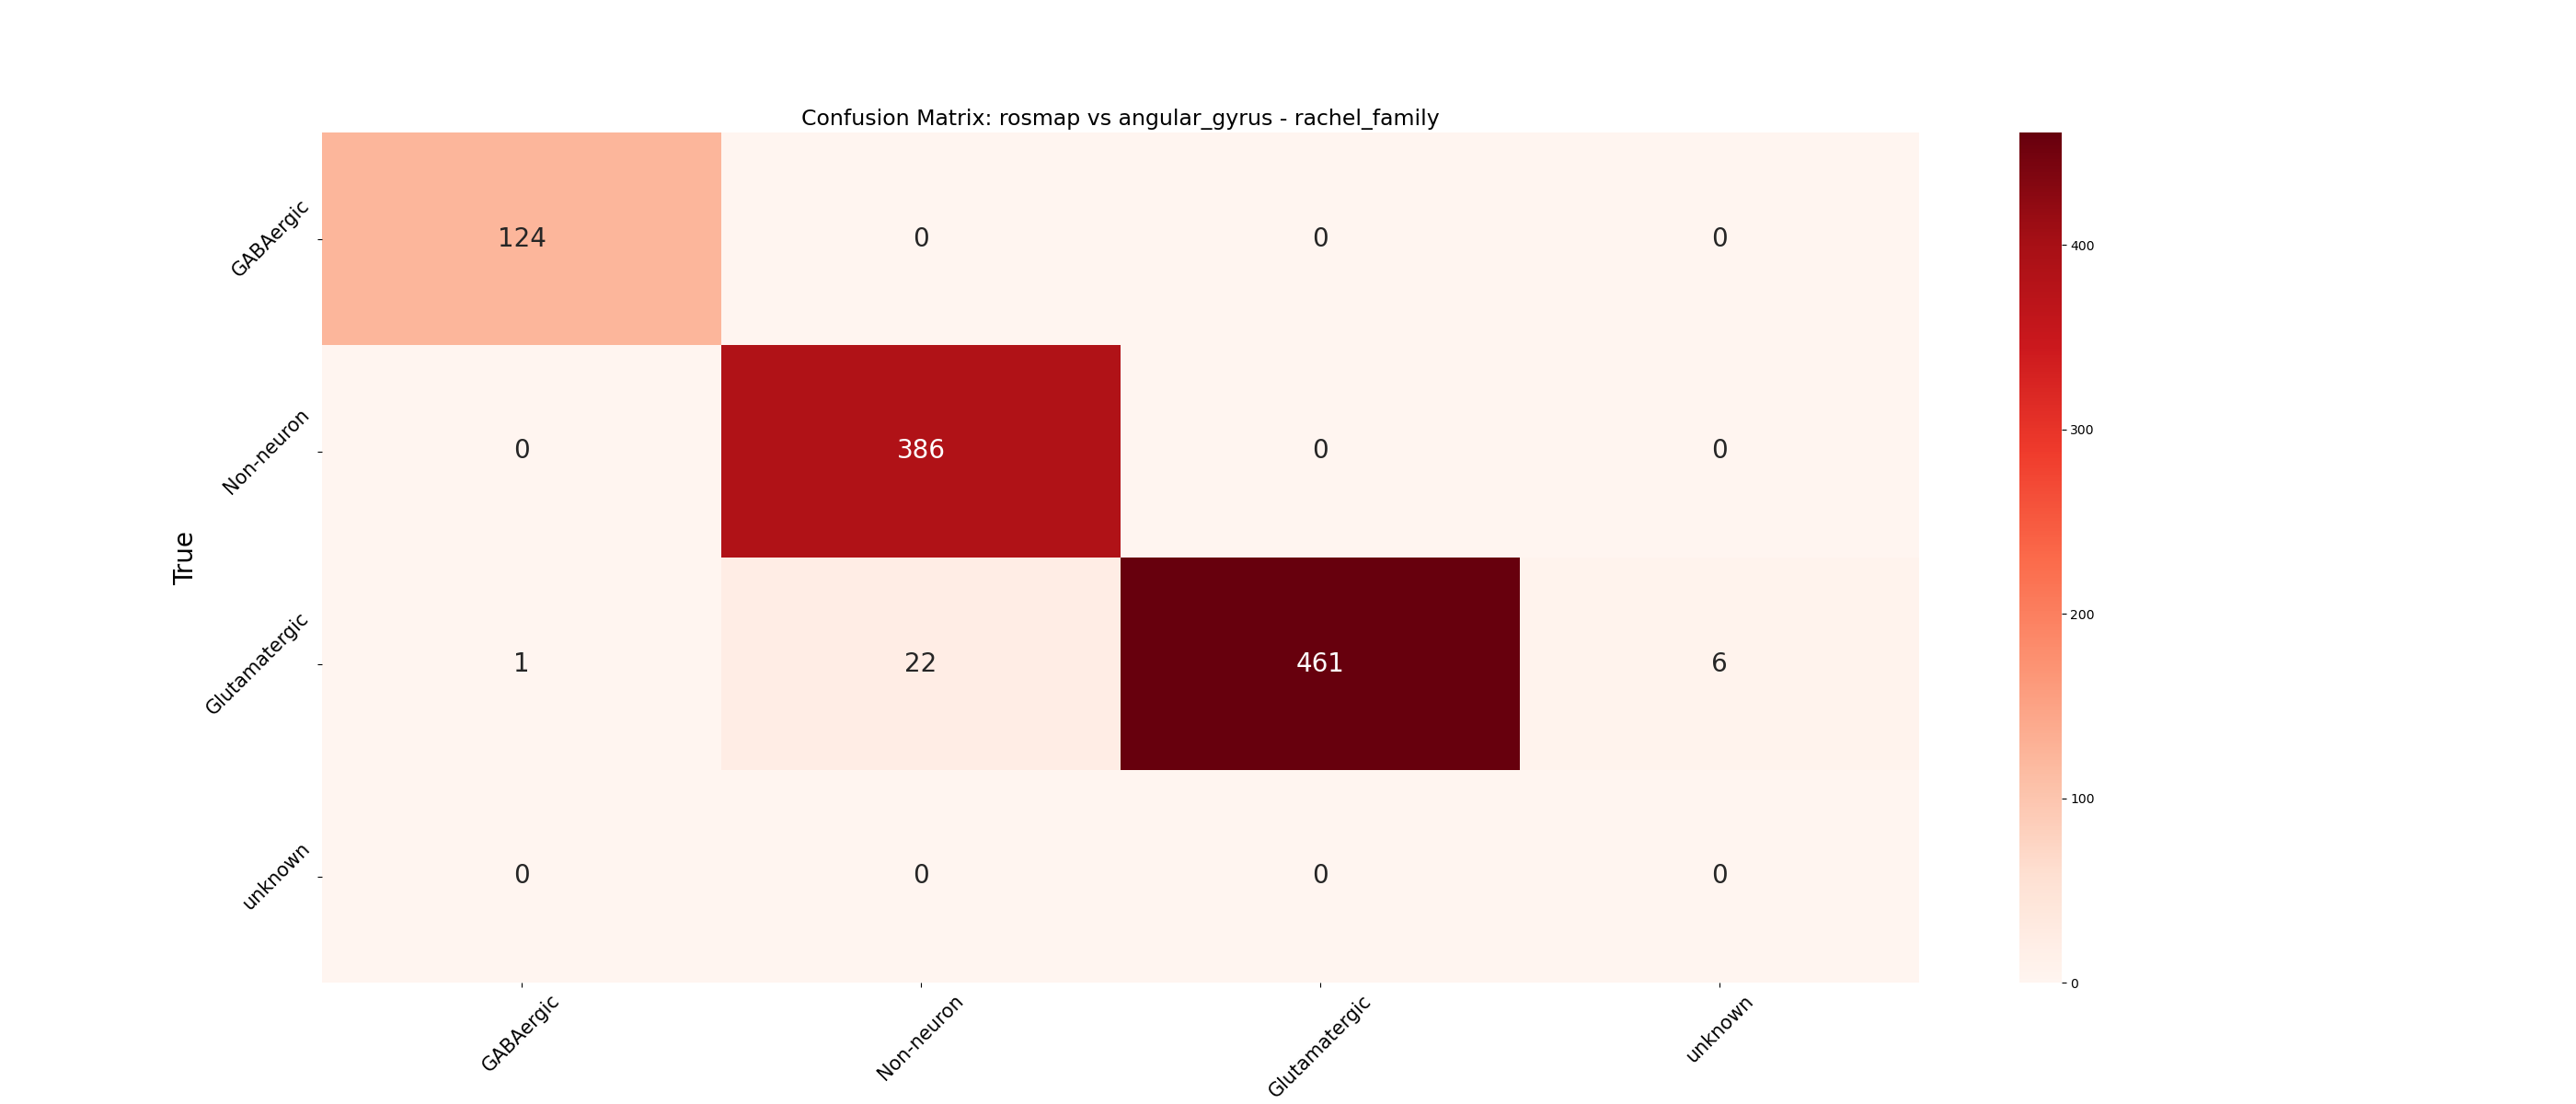 Confusion Matrix: rosmap vs angular_gyrus - rachel_family
True
GABAergic
124 0 0 0
Non-neuron
0 386 0 0
Glutamatergic
1 22 461 6
unknown
0 0 0 0
GABAergic Non-neuron Glutamatergic unknown
400
300
200
100
0